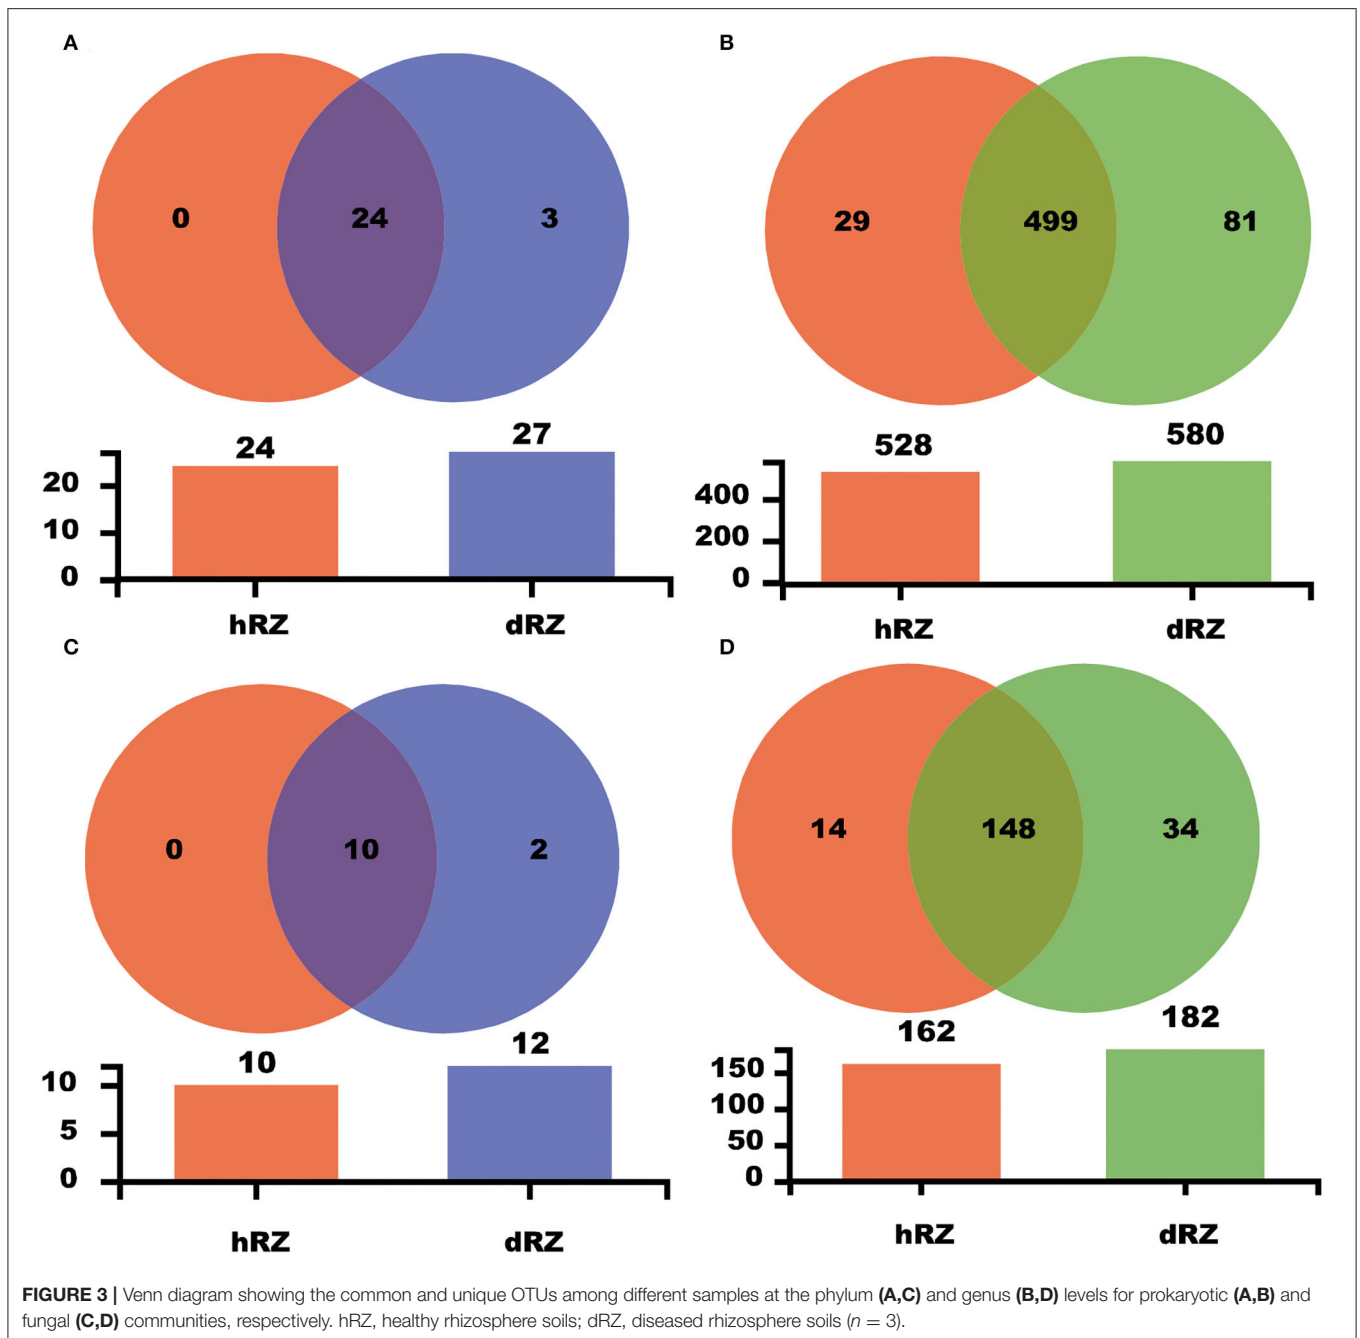 A
0 24 3
24 27
20
10
0
hRZ dRZ
B
29 499 81
528 580
400
200
0
hRZ dRZ
C
0 10 2
10 12
10
5
0
hRZ dRZ
D
14 148 34
162 182
150
100
50
0
hRZ dRZ
FIGURE 3 | Venn diagram showing the common and unique OTUs among different samples at the phylum (A,C) and genus (B,D) levels for prokaryotic (A,B) and
fungal (C,D) communities, respectively. hRZ, healthy rhizosphere soils; dRZ, diseased rhizosphere soils (n = 3).